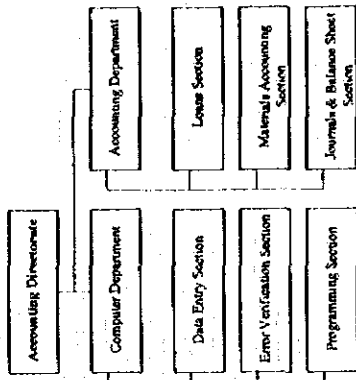 Accounting Directorate
Computer Department
Accounting Department
Data Entry Section
Loans Section
Error Verification Section
Materials Accounting
Section
Programming Section
Journals & Balance Sheet
Section